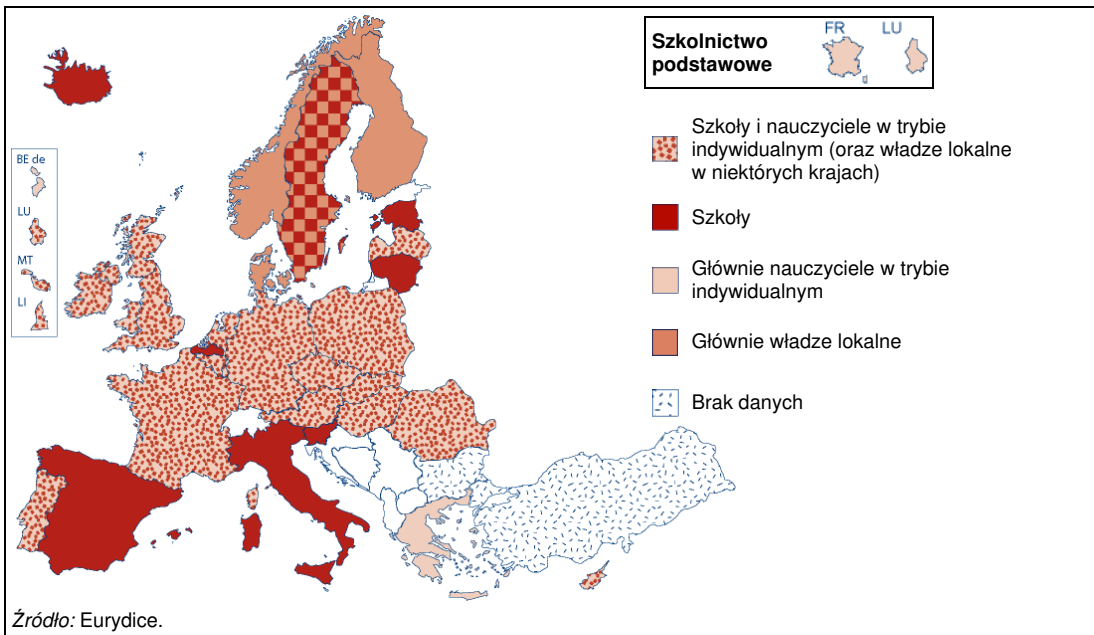 Szkolnictwo
podstawowe
FR LU
Szkoły i nauczyciele w trybie
indywidualnym (oraz władze lokalne
w niektórych krajach)
Szkoły
Głównie nauczyciele w trybie
indywidualnym
Głównie władze lokalne
Brak danych
BE de
LU
MT
LI
Źródło: Eurydice.